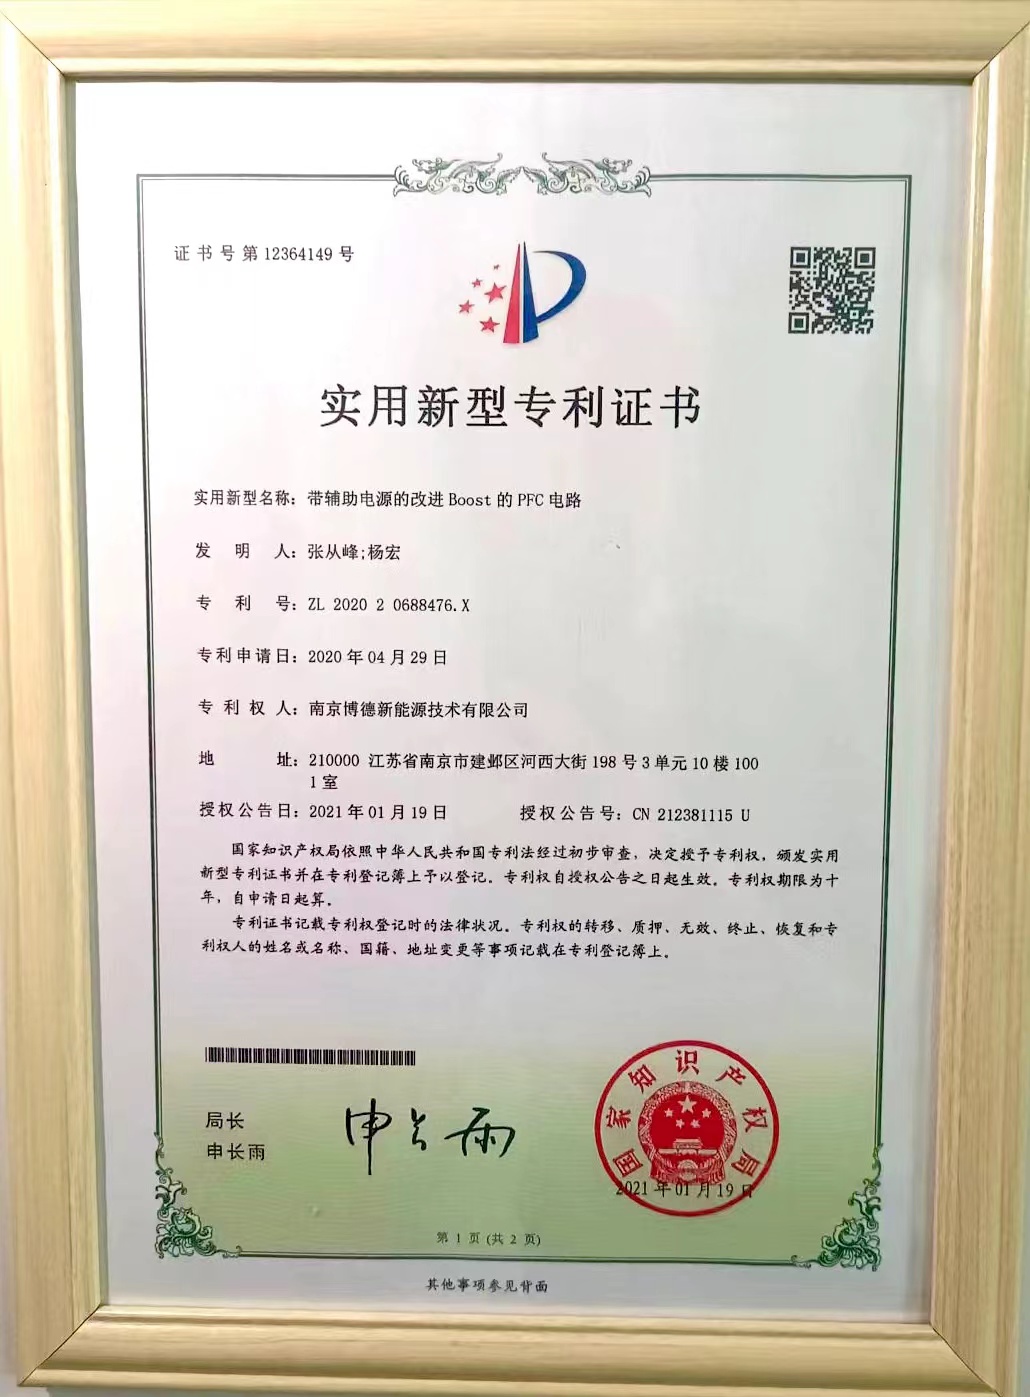 证书号第12364149号
实用新型专利证书
实用新型名称：带辅助电源的改进Boost的PFC电路
发明人：张从峰;杨宏
专利号：ZL 2020 2 0688476.X
专利申请日：2020年04月29日
专利权人：南京博德新能源技术有限公司
地址：210000 江苏省南京市建邺区河西大街198号3单元10楼100
1室
授权公告日：2021年01月19日 授权公告号：CN 212381115 U
国家知识产权局依照中华人民共和国专利法经过初步审查，决定授予专利权，颁发实用
新型专利证书并在专利登记簿上予以登记。专利权自授权公告之日起生效。专利权期限为十
年，自申请日起算。
专利证书记载专利权登记时的法律状况。专利权的转移、质押、无效、终止、恢复和专
利权人的姓名或名称、国籍、地址变更等事项记载在专利登记簿上。
局长
申长雨
申长雨
国家知识产权局
2021年01月19日
第1页(共2页)
其他事项参见背面